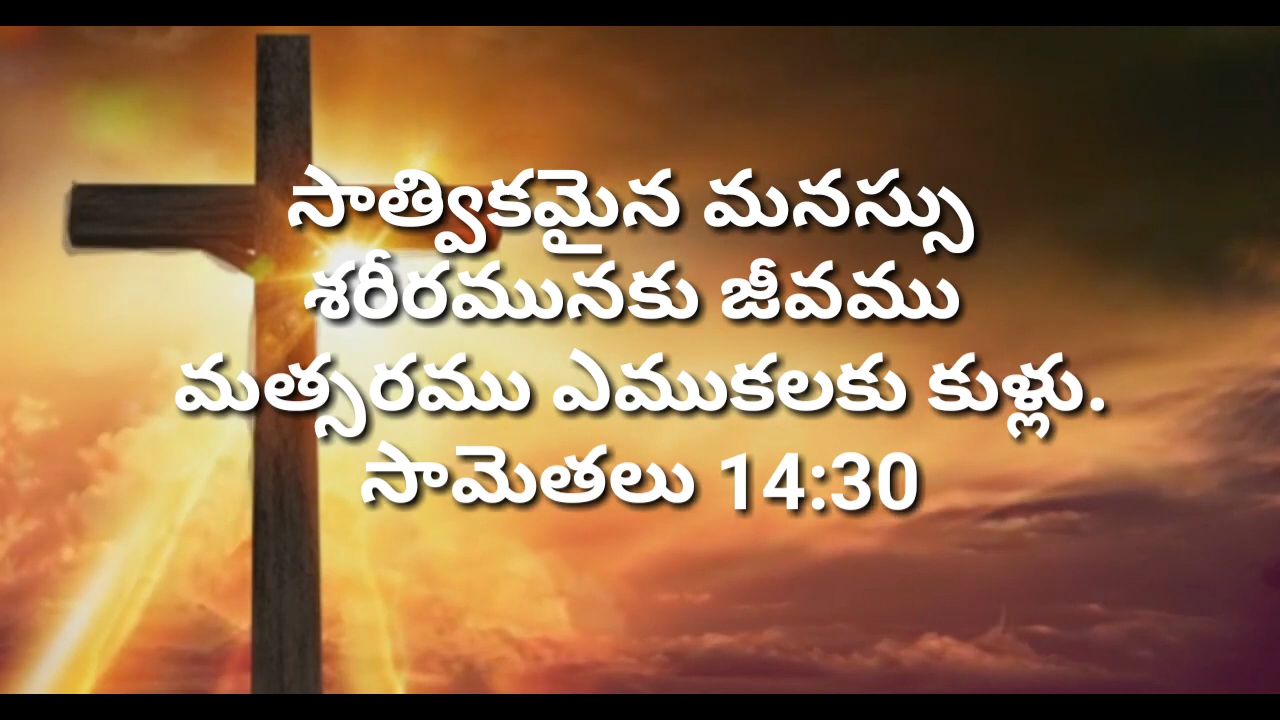 సాత్వికమైన మనస్సు
శరీరమునకు జీవము
మత్సరము ఎముకలకు కుళ్లు.
సామెతలు 14:30